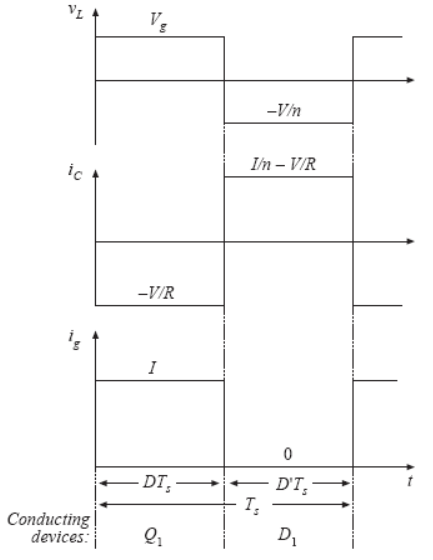 v_L
V_g
–V/n
i_C
I/n – V/R
–V/R
i_g
I
0
DT_s
D'T_s
t
T_s
Conducting
devices:
Q_1
D_1